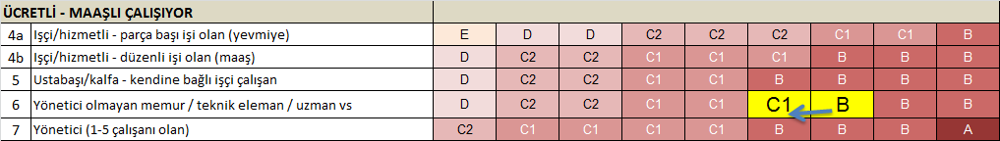 ÜCRETLİ - MAAŞLI ÇALIŞIYOR
4a İşçi/hizmetli - parça başı işi olan (yevmiye) E D D C2 C2 C2 C1 C1 B
4b İşçi/hizmetli - düzenli işi olan (maaş) D C2 C2 C1 C1 C1 B B B
5 Ustabaşı/kalfa - kendine bağlı işçi çalışan D C2 C2 C1 C1 B B B B
6 Yönetici olmayan memur / teknik eleman / uzman vs D C2 C2 C1 C1 C1 B B B
7 Yönetici (1-5 çalışanı olan) C2 C1 C1 C1 C1 B B B A